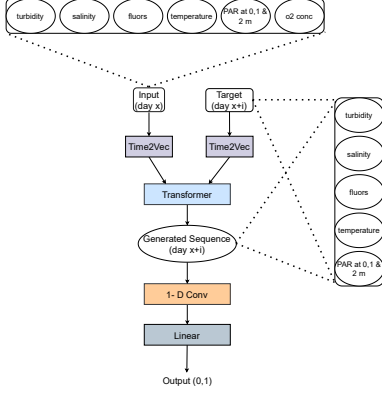 turbidity
salinity
fluors
temperature
PAR at 0,1 &
2 m
o2 conc
Input
(day x)
Target
(day x+i)
Time2Vec
Time2Vec
Transformer
Generated Sequence
(day x+i)
1- D Conv
Linear
Output (0,1)
turbidity
salinity
fluors
temperature
PAR at 0,1 &
2 m